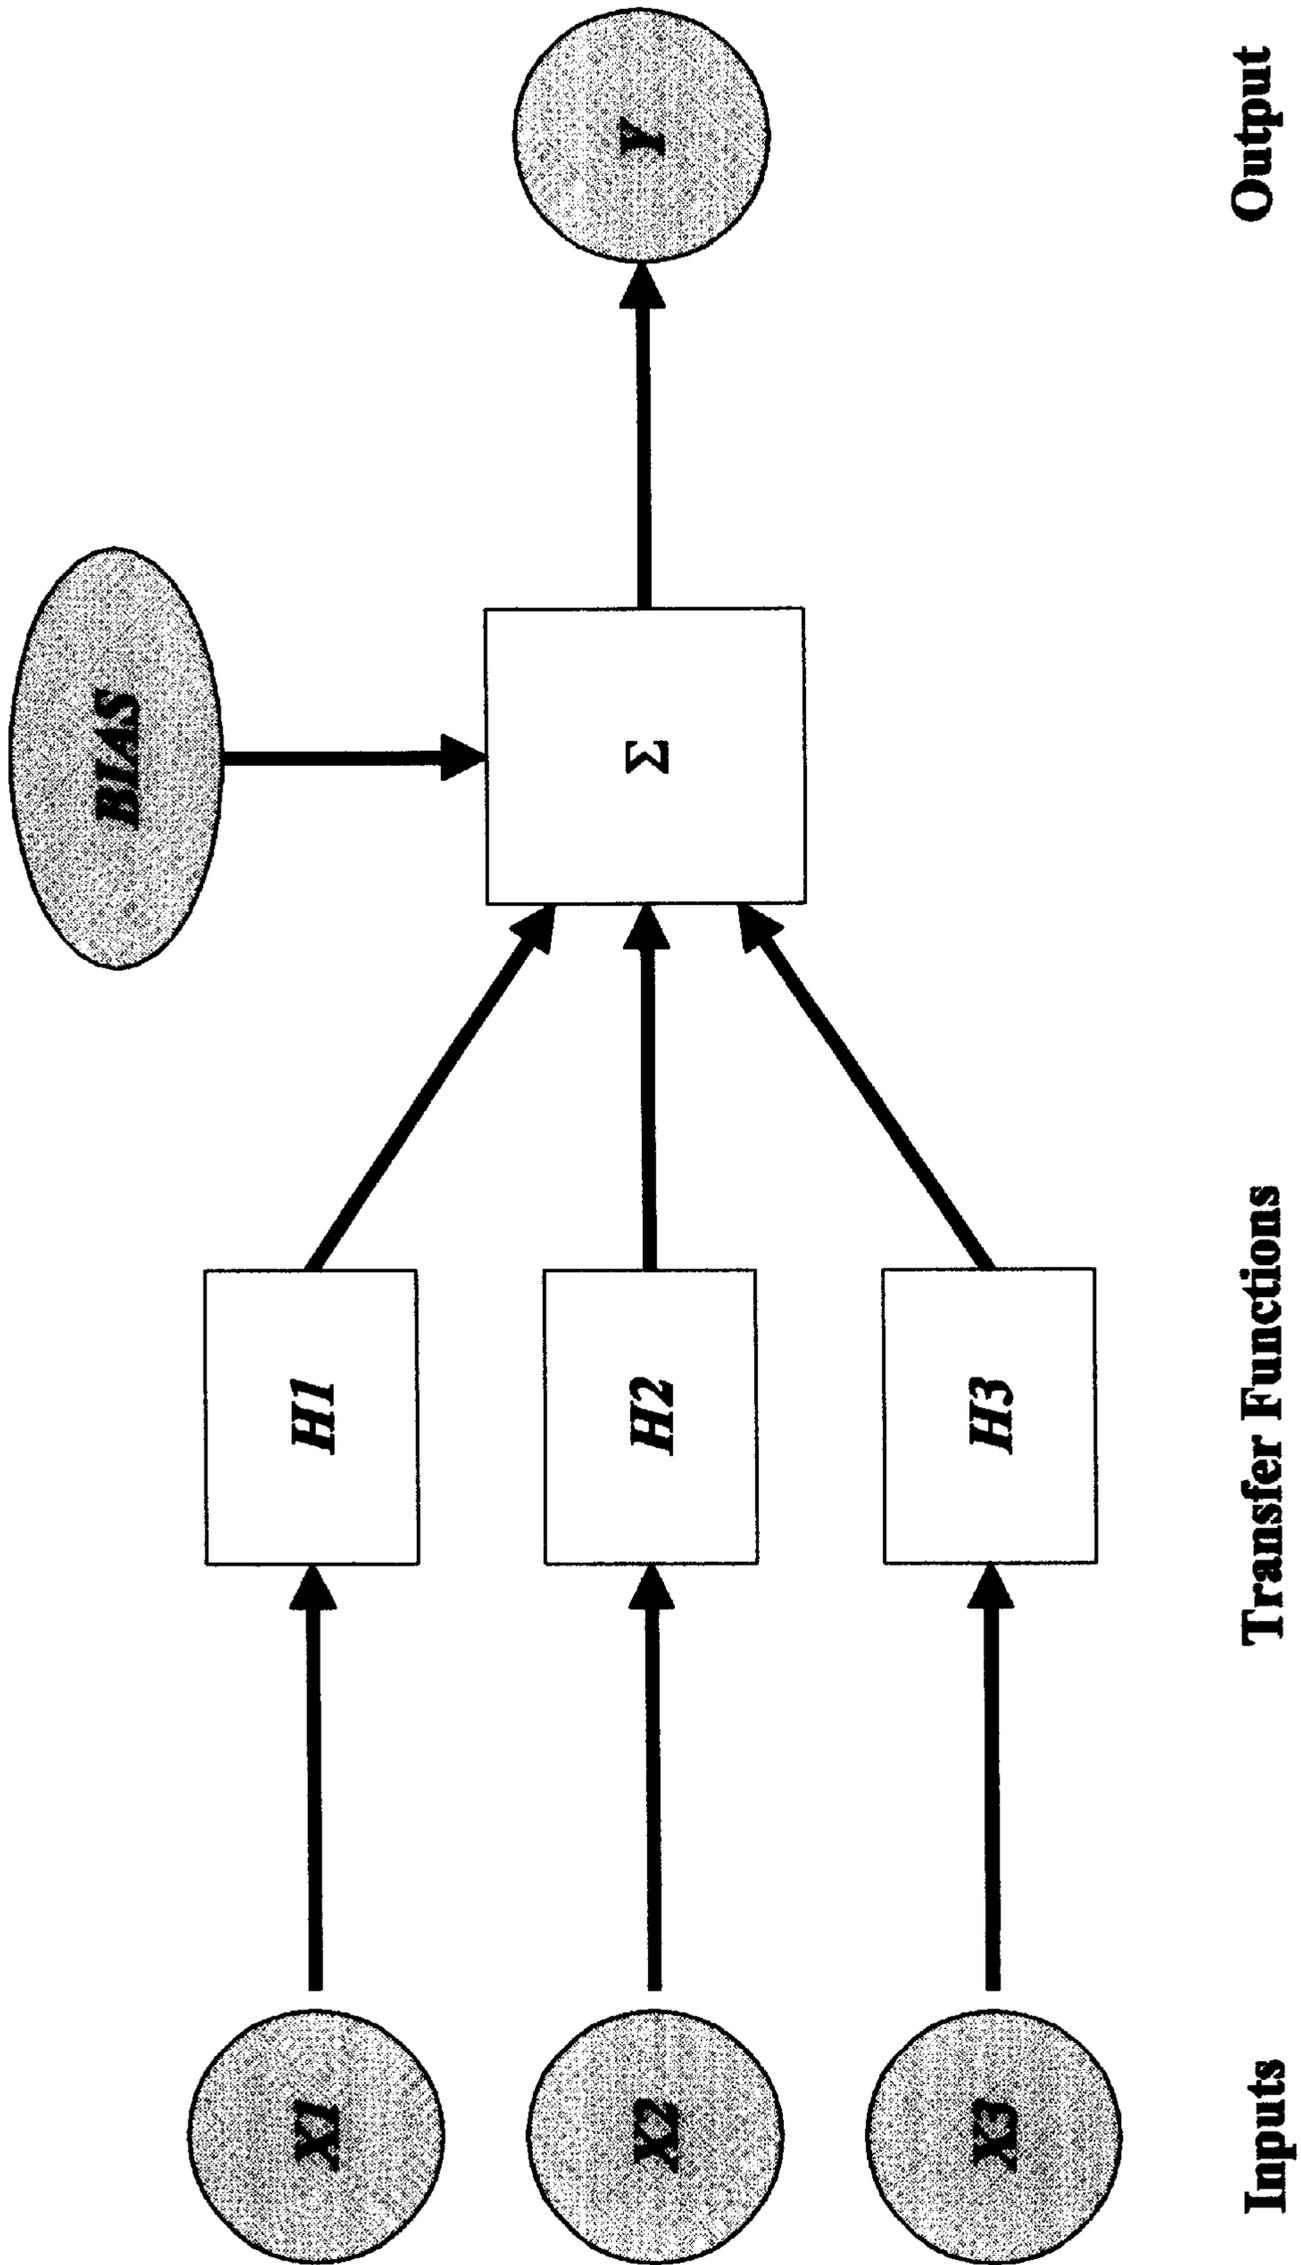 BIAS
X1
H1
X2
H2
Σ
Y
X3
H3
Inputs
Transfer Functions
Output